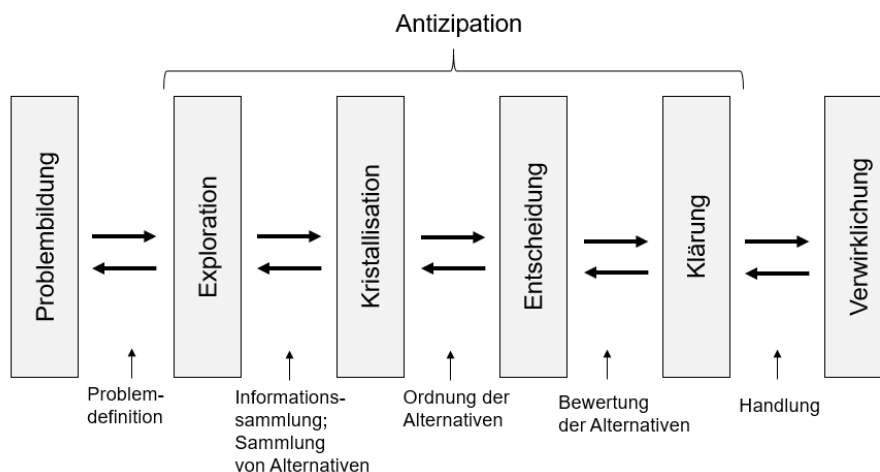 Antizipation
Problembildung
Exploration
Kristallisation
Entscheidung
Klärung
Verwirklichung
Problem-
definition
Informations-
sammlung;
Sammlung
von Alternativen
Ordnung der
Alternativen
Bewertung
der Alternativen
Handlung